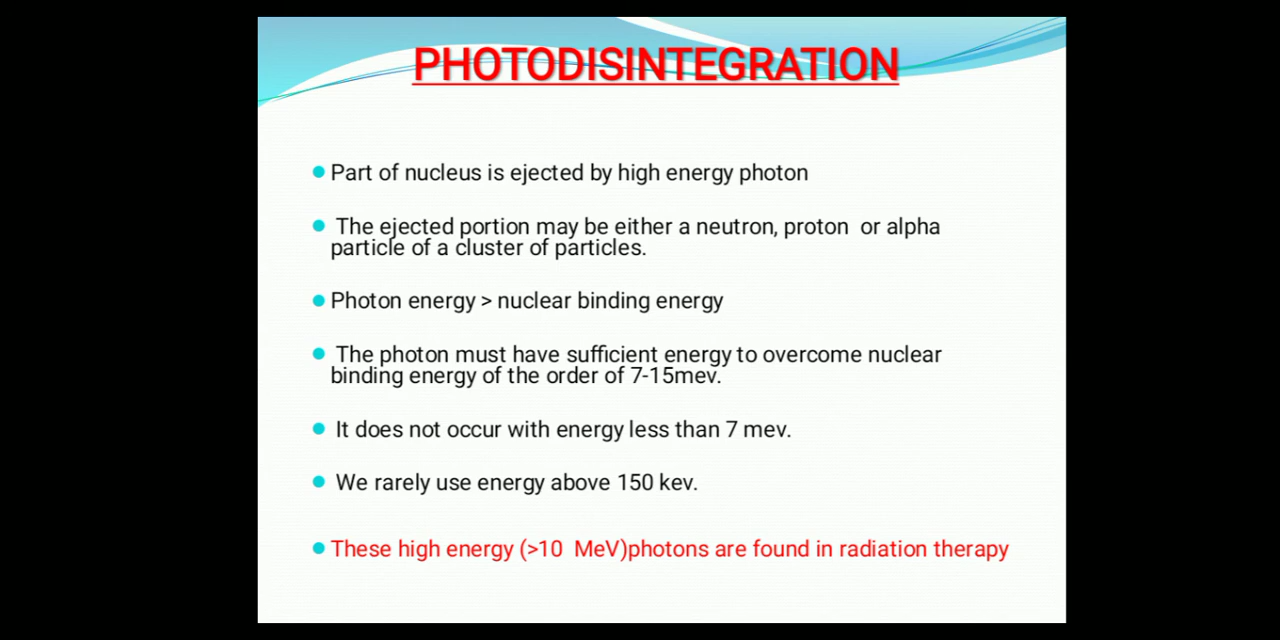 PHOTODISINTEGRATION
Part of nucleus is ejected by high energy photon
The ejected portion may be either a neutron, proton or alpha
particle of a cluster of particles.
Photon energy > nuclear binding energy
The photon must have sufficient energy to overcome nuclear
binding energy of the order of 7-15mev.
It does not occur with energy less than 7 mev.
We rarely use energy above 150 kev.
These high energy (>10 MeV)photons are found in radiation therapy